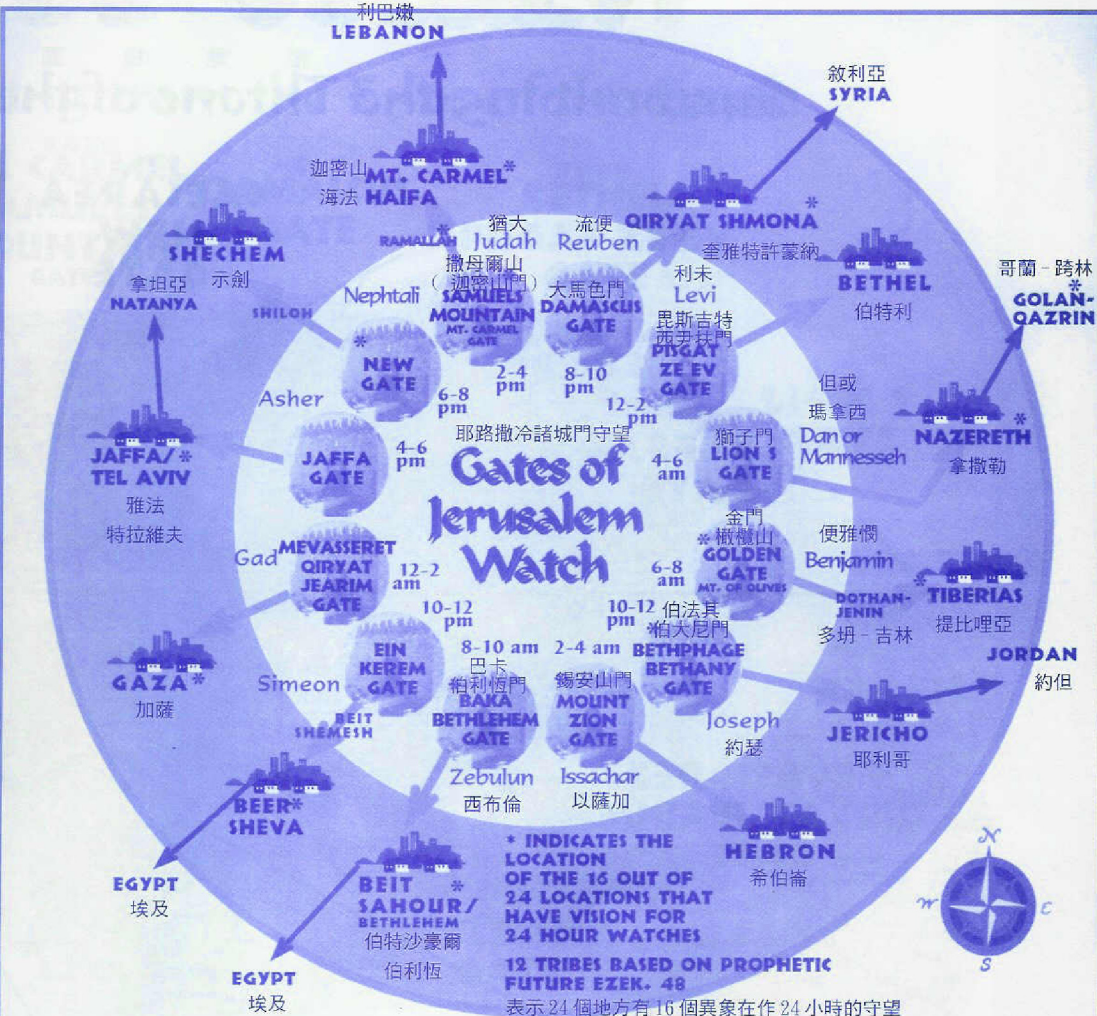 利巴嫩
LEBANON
敘利亞
SYRIA
迦密山
海法
MT. CARMEL*
HAIFA
SHECHEM
示劍
RAMALLAH *
猶大
Judah
流便
Reuben
QIRYAT SHMONA *
奎雅特許蒙納
拿坦亞
NATANYA
Nephtali
撒母爾山
(迦密山門)
SAMUELS
MOUNTAIN
MT. CARMEL
GATE
大馬色門
DAMASCUS
GATE
利未
Levi
毘斯吉特
西尹扶門
PISGAT
ZE EV
GATE
BETHEL
伯特利
哥蘭-跨林
*
GOLAN-
QAZRIN
SHILOH
*
NEW
GATE
6-8
pm
2-4
pm
8-10
pm
12-2
pm
Asher
耶路撒冷諸城門守望
Gates of
Jerusalem
Watch
但或
瑪拿西
Dan or
Mannesseh
NAZERETH *
拿撒勒
JAFFA/*
TEL AVIV
雅法
特拉維夫
JAFFA
GATE
4-6
pm
4-6
am
獅子門
LION S
GATE
Gad
MEVASSERET
QIRYAT
JEARIM
GATE
12-2
am
6-8
am
金門
* 橄欖山
GOLDEN
GATE
MT. OF OLIVES
便雅憫
Benjamin
DOTHAN-
JENIN
多坍-吉林
* TIBERIAS
提比哩亞
10-12
pm
8-10 am
2-4 am
10-12
pm
GAZA *
加薩
Simeon
EIN
KEREM
GATE
BEIT
SHEMESH
巴卡
伯利恆門
BAKA
BETHLEHEM
GATE
錫安山門
MOUNT
ZION
GATE
伯法其
*伯大尼門
BETHPHAGE
BETHANY
GATE
Joseph
約瑟
JORDAN
約但
JERICHO
耶利哥
Zebulun
西布倫
Issachar
以薩加
BEER*
SHEVA
EGYPT
埃及
BEIT *
SAHOUR/
BETHLEHEM
伯特沙豪爾
伯利恆
EGYPT
埃及
HEBRON
希伯崙
* INDICATES THE
LOCATION
OF THE 16 OUT OF
24 LOCATIONS THAT
HAVE VISION FOR
24 HOUR WATCHES
12 TRIBES BASED ON PROPHETIC
FUTURE EZEK. 48
表示24個地方有16個異象在作24小時的守望
N
W
E
S